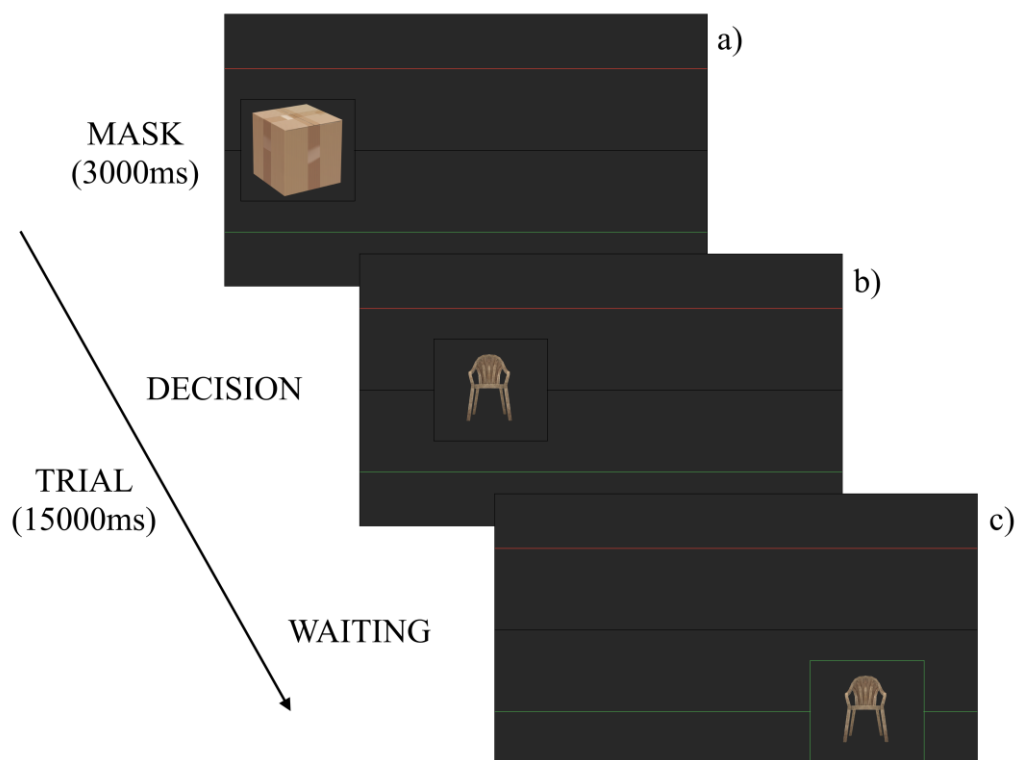 a)
MASK
(3000ms)
b)
DECISION
TRIAL
(15000ms)
c)
WAITING